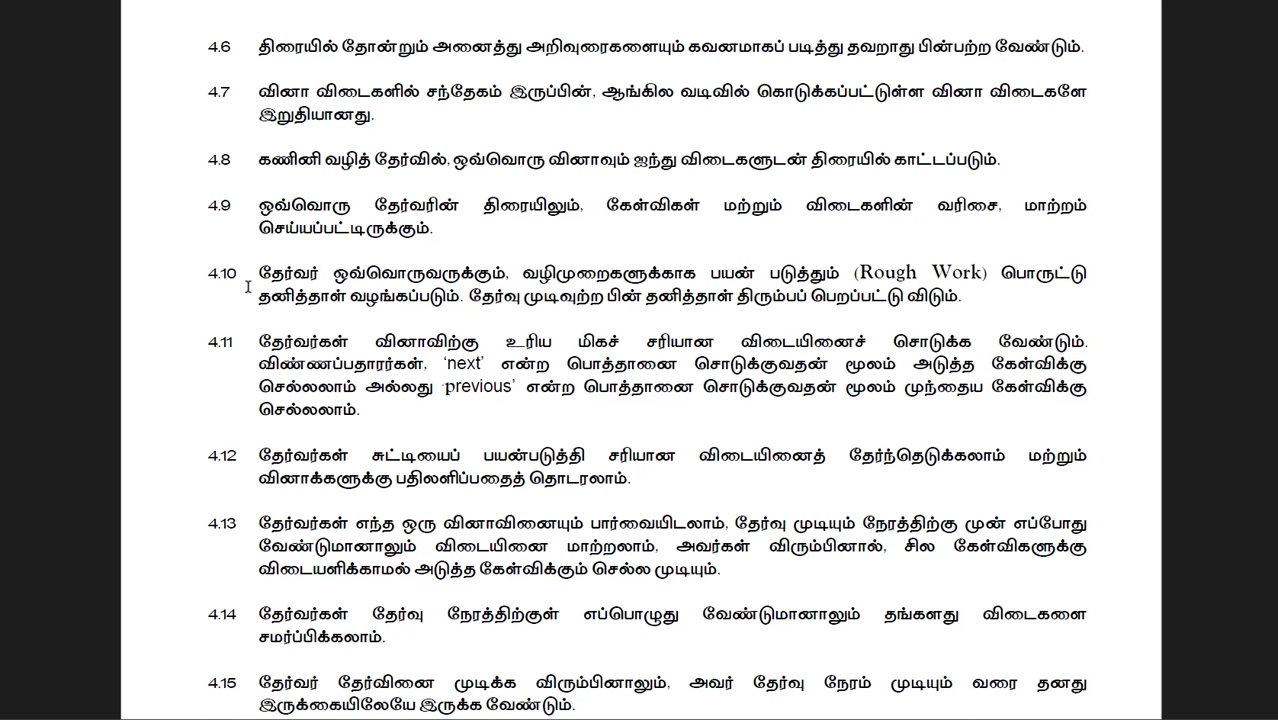 4.6 திரையில் தோன்றும் அனைத்து அறிவுரைகளையும் கவனமாகப் படித்து தவறாது பின்பற்ற வேண்டும்.
4.7 வினா விடைகளில் சந்தேகம் இருப்பின், ஆங்கில வடிவில் கொடுக்கப்பட்டுள்ள வினா விடைகளே
இறுதியானது.
4.8 கணினி வழித் தேர்வில், ஒவ்வொரு வினாவும் ஐந்து விடைகளுடன் திரையில் காட்டப்படும்.
4.9 ஒவ்வொரு தேர்வரின் திரையிலும், கேள்விகள் மற்றும் விடைகளின் வரிசை, மாற்றம்
செய்யப்பட்டிருக்கும்.
4.10 தேர்வர் ஒவ்வொருவருக்கும், வழிமுறைகளுக்காக பயன் படுத்தும் (Rough Work) பொருட்டு
தனித்தாள் வழங்கப்படும். தேர்வு முடிவுற்ற பின் தனித்தாள் திரும்பப் பெறப்பட்டு விடும்.
4.11 தேர்வர்கள் வினாவிற்கு உரிய மிகச் சரியான விடையினைச் சொடுக்க வேண்டும்.
விண்ணப்பதாரர்கள், ‘next’ என்ற பொத்தானை சொடுக்குவதன் மூலம் அடுத்த கேள்விக்கு
செல்லலாம் அல்லது ‘previous’ என்ற பொத்தானை சொடுக்குவதன் மூலம் முந்தைய கேள்விக்கு
செல்லலாம்.
4.12 தேர்வர்கள் சுட்டியைப் பயன்படுத்தி சரியான விடையினைத் தேர்ந்தெடுக்கலாம் மற்றும்
வினாக்களுக்கு பதிலளிப்பதைத் தொடரலாம்.
4.13 தேர்வர்கள் எந்த ஒரு வினாவினையும் பார்வையிடலாம், தேர்வு முடியும் நேரத்திற்கு முன் எப்போது
வேண்டுமானாலும் விடையினை மாற்றலாம், அவர்கள் விரும்பினால், சில கேள்விகளுக்கு
விடையளிக்காமல் அடுத்த கேள்விக்கும் செல்ல முடியும்.
4.14 தேர்வர்கள் தேர்வு நேரத்திற்குள் எப்பொழுது வேண்டுமானாலும் தங்களது விடைகளை
சமர்ப்பிக்கலாம்.
4.15 தேர்வர் தேர்வினை முடிக்க விரும்பினாலும், அவர் தேர்வு நேரம் முடியும் வரை தனது
இருக்கையிலேயே இருக்க வேண்டும்.